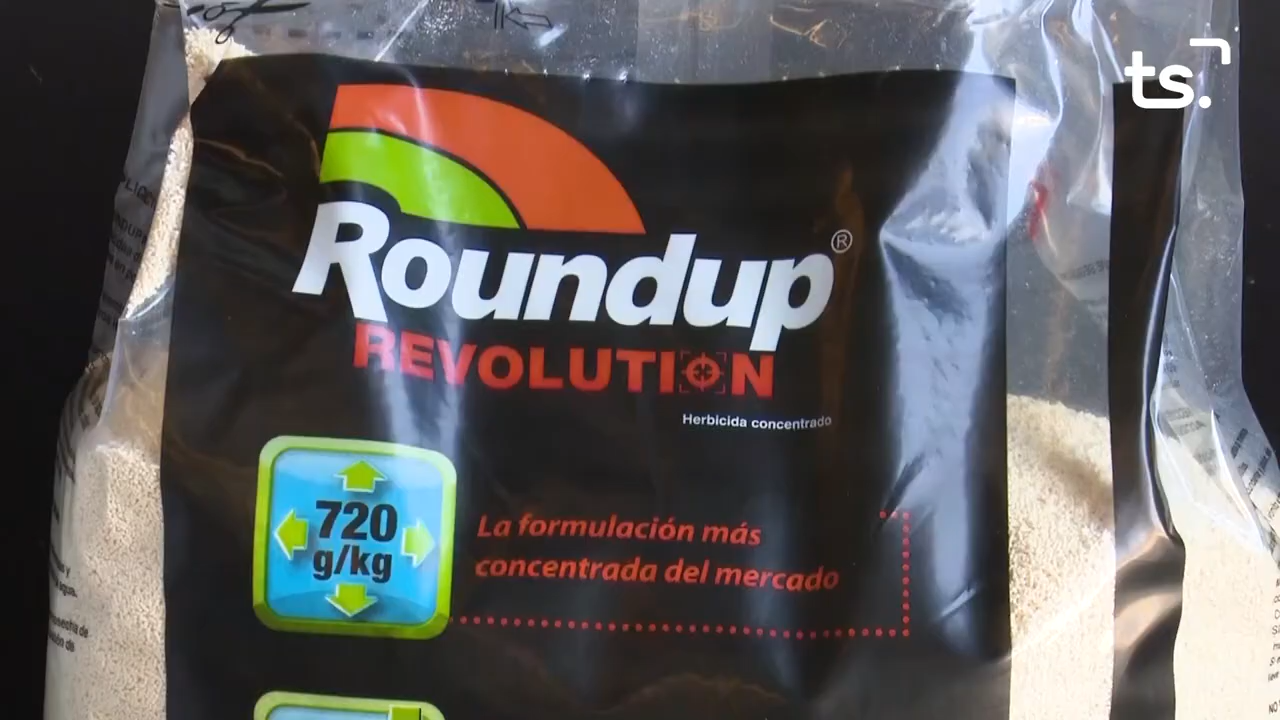 ts.
Roundup®
REVOLUTION
Herbicida concentrado
720
g/kg
La formulación más
concentrada del mercado